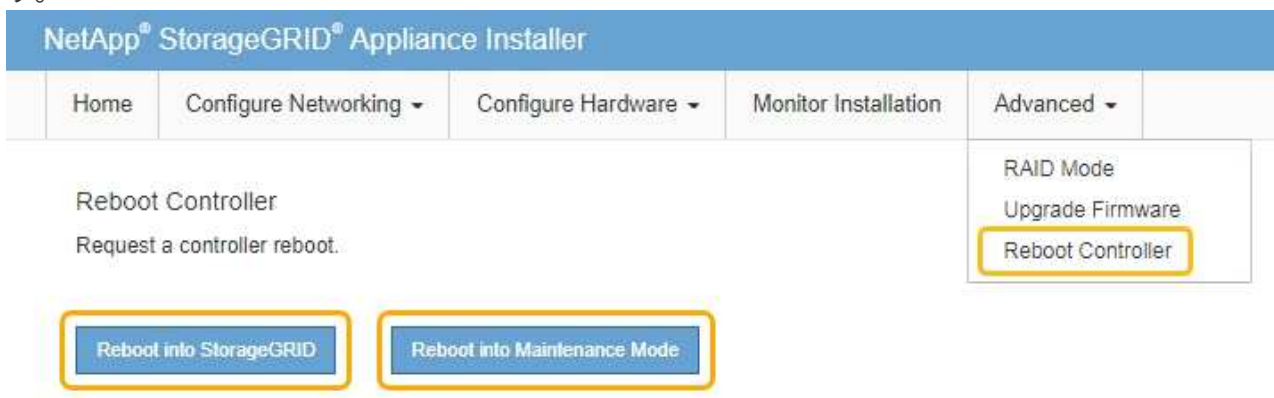 す。
NetApp® StorageGRID® Appliance Installer
Home Configure Networking Configure Hardware Monitor Installation Advanced
RAID Mode
Upgrade Firmware
Reboot Controller
Reboot Controller
Request a controller reboot.
Reboot into StorageGRID Reboot into Maintenance Mode